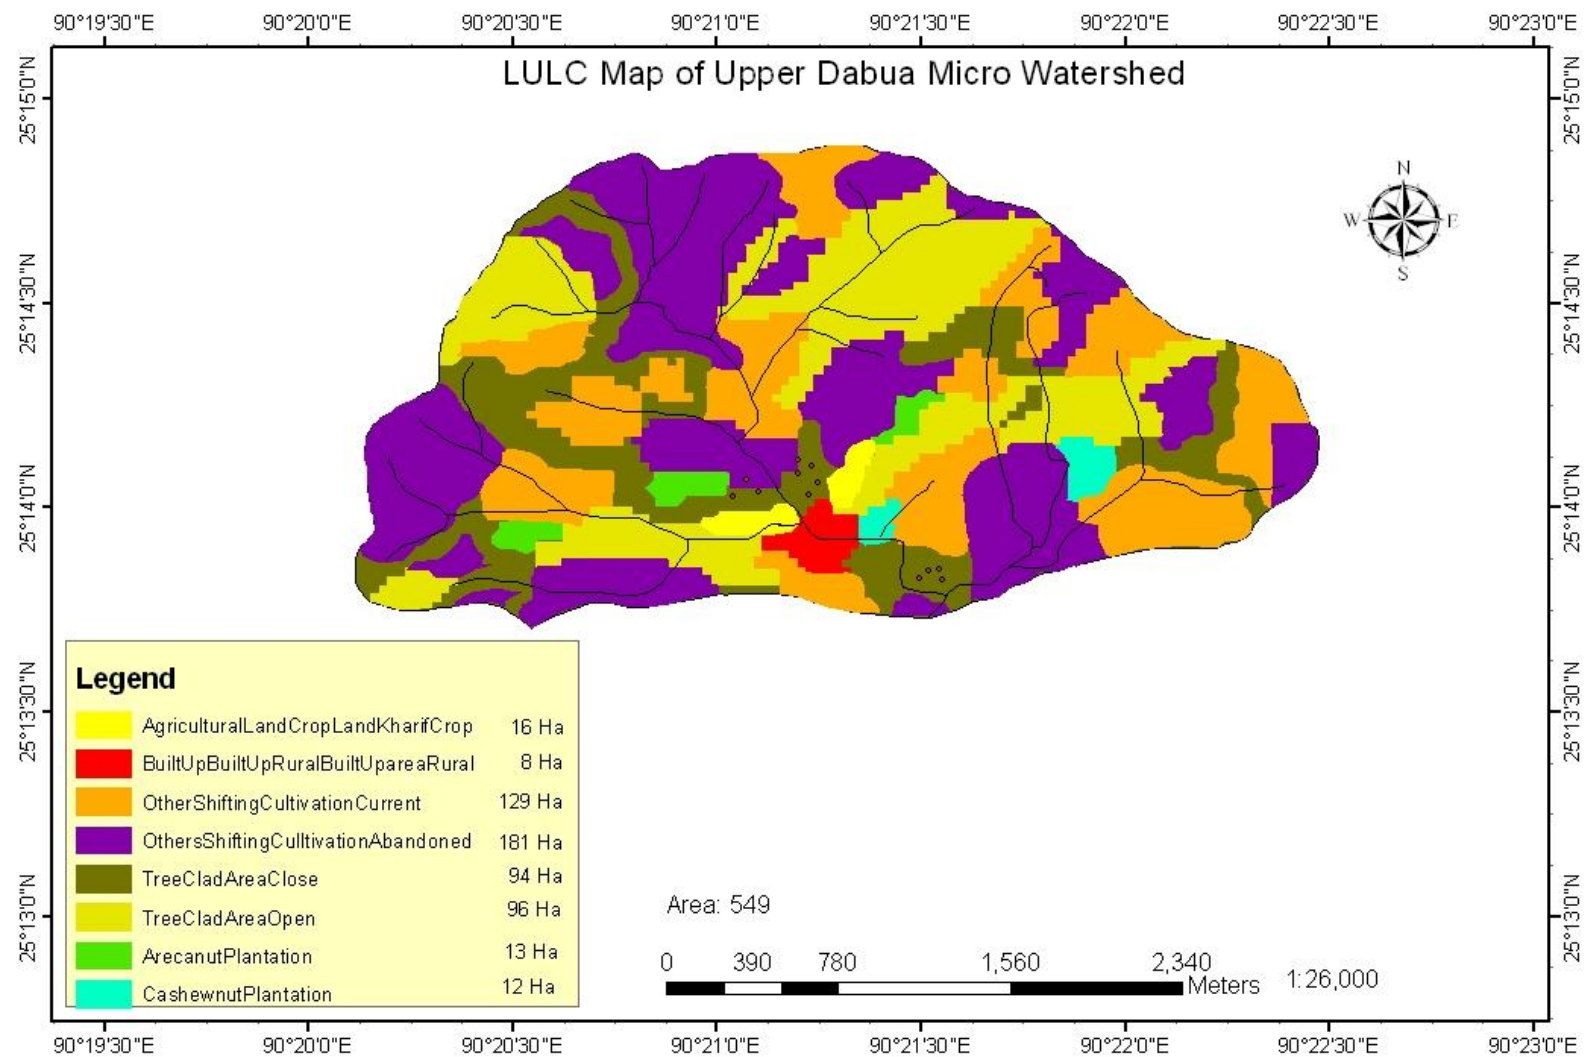 90°19'30"E 90°20'0"E 90°20'30"E 90°21'0"E 90°21'30"E 90°22'0"E 90°22'30"E 90°23'0"E
LULC Map of Upper Dabua Micro Watershed
25°15'0"N 25°15'0"N
N
W E
S
25°14'30"N 25°14'30"N
25°14'0"N 25°14'0"N
25°13'30"N 25°13'30"N
25°13'0"N 25°13'0"N
Legend
AgriculturalLandCropLandKharifCrop 16 Ha
BuiltUpBuiltUpRuralBuiltUpareaRural 8 Ha
OtherShiftingCultivationCurrent 129 Ha
OthersShiftingCulltivationAbandoned 181 Ha
TreeCladAreaClose 94 Ha
TreeCladAreaOpen 96 Ha
ArecanutPlantation 13 Ha
CashewnutPlantation 12 Ha
Area: 549
0 390 780 1,560 2,340
Meters 1:26,000
90°19'30"E 90°20'0"E 90°20'30"E 90°21'0"E 90°21'30"E 90°22'0"E 90°22'30"E 90°23'0"E